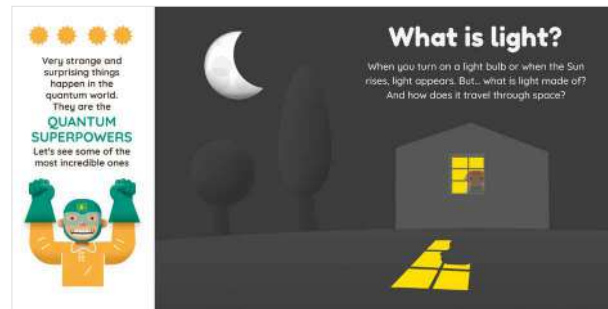 Very strange and
surprising things
happen in the
quantum world.
They are the
QUANTUM
SUPERPOWERS
Let's see some of the
most incredible ones
What is light?
When you turn on a light bulb or when the Sun
rises, light appears. But... what is light made of?
And how does it travel through space?